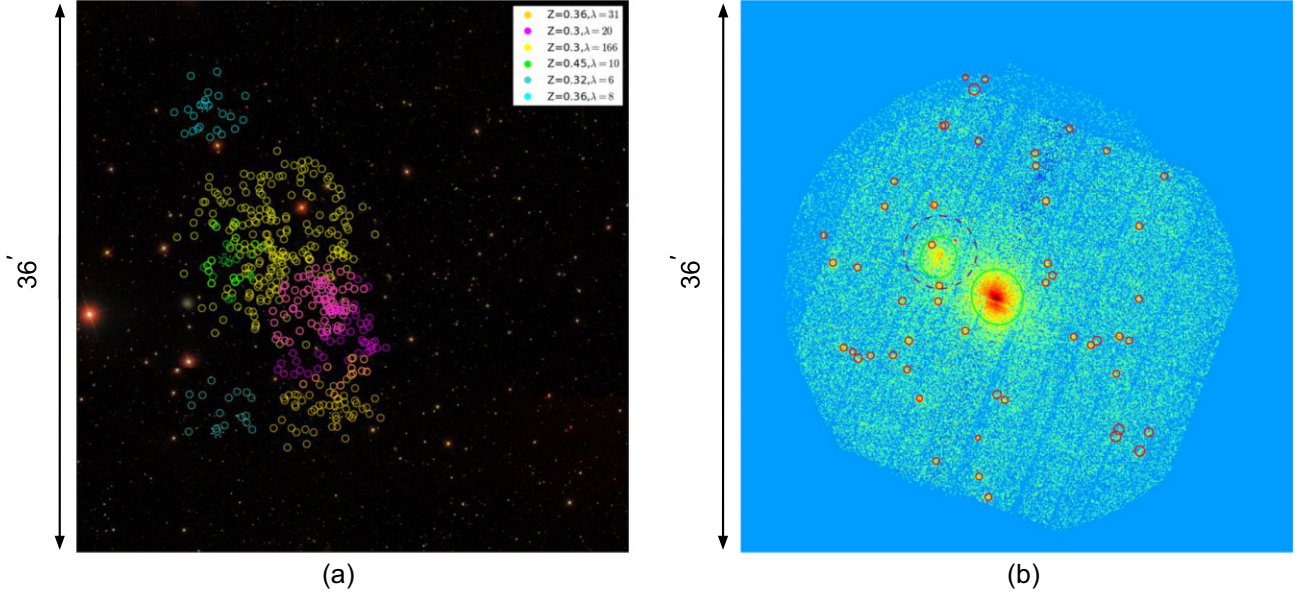 Z=0.36,λ = 31
Z=0.3,λ = 20
Z=0.3,λ = 166
Z=0.45,λ = 10
Z=0.32,λ = 6
Z=0.36,λ = 8
36′
36′
(a)
(b)